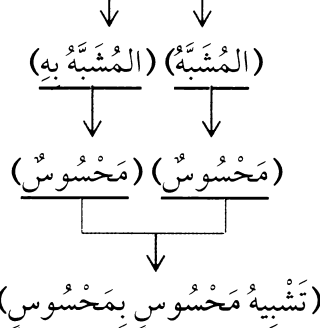 (المُشَبَّهُ) (المُشَبَّهُ بِهِ)
(مَحْسُوسٌ) (مَحْسُوسٌ)
(تَشْبِيهُ مَحْسُوسٍ بِمَحْسُوسٍ)